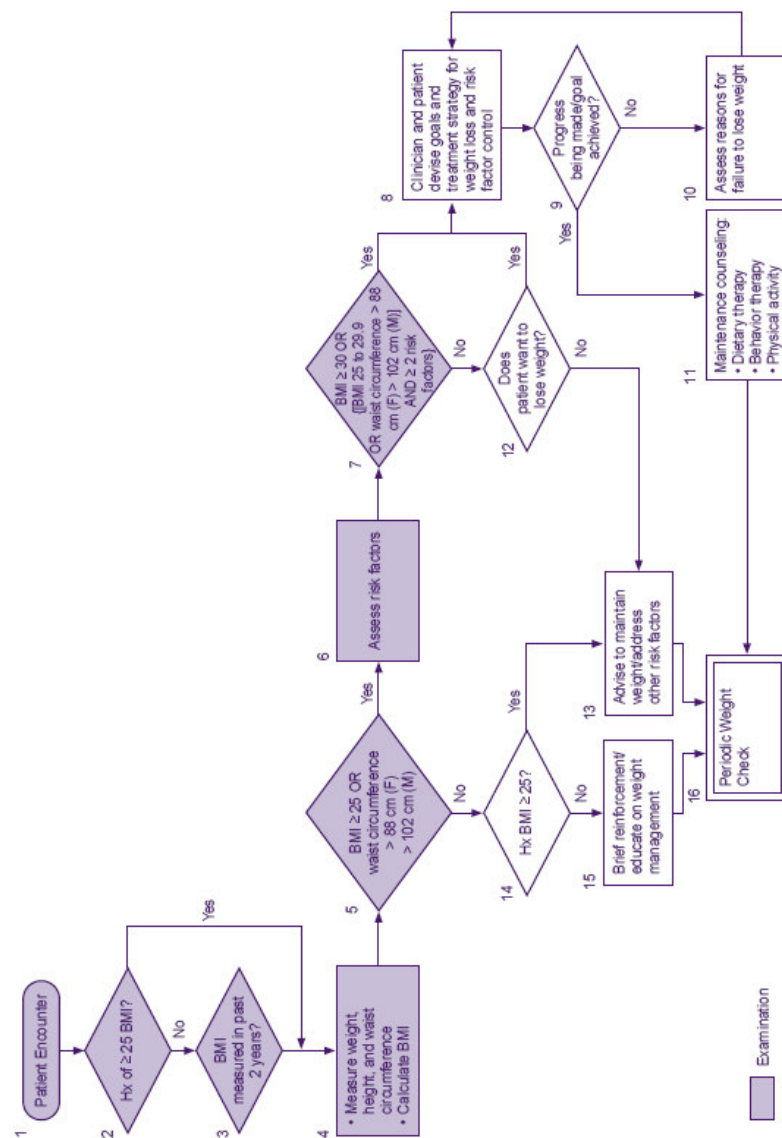 1
Patient Encounter
2
Hx of ≥ 25 BMI?
Yes
No
3
BMI
measured in past
2 years?
4
• Measure weight,
height, and waist
circumference
• Calculate BMI
5
BMI ≥ 25 OR
waist circumference
> 88 cm (F)
> 102 cm (M)
Yes
No
6
Assess risk factors
7
BMI ≥ 30 OR
{[BMI 25 to 29.9
OR waist circumference > 88
cm (F) > 102 cm (M)]
AND ≥ 2 risk
factors}
Yes
No
8
Clinician and patient
devise goals and
treatment strategy for
weight loss and risk
factor control
9
Progress
being made/goal
achieved?
Yes
No
10
Assess reasons for
failure to lose weight
11
Maintenance counseling:
• Dietary therapy
• Behavior therapy
• Physical activity
12
Does
patient want to
lose weight?
Yes
No
13
Advise to maintain
weight/address
other risk factors
14
Hx BMI ≥ 25?
Yes
No
15
Brief reinforcement/
educate on weight
management
16
Periodic Weight
Check
Examination